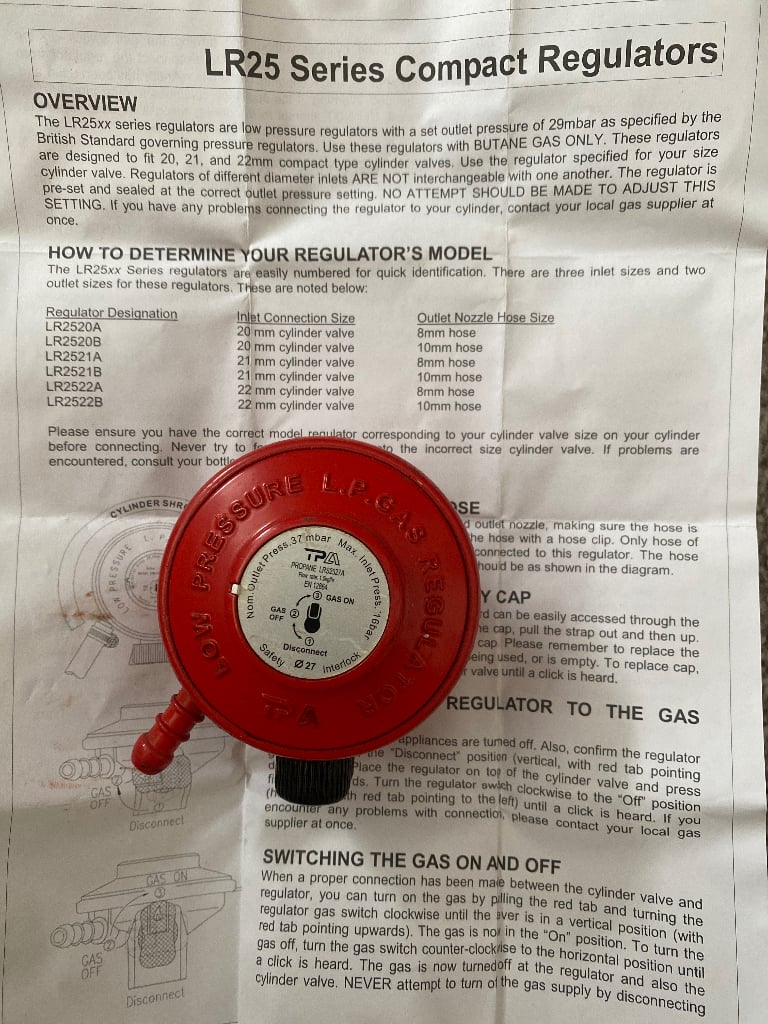 LR25 Series Compact Regulators
OVERVIEW
The LR25xx series regulators are low pressure regulators with a set outlet pressure of 29mbar as specified by the
British Standard governing pressure regulators. Use these regulators with BUTANE GAS ONLY. These regulators
are designed to fit 20, 21, and 22mm compact type cylinder valves. Use the regulator specified for your size
cylinder valve. Regulators of different diameter inlets ARE NOT interchangeable with one another. The regulator is
pre-set and sealed at the correct outlet pressure setting. NO ATTEMPT SHOULD BE MADE TO ADJUST THIS
SETTING. If you have any problems connecting the regulator to your cylinder, contact your local gas supplier at
once.
HOW TO DETERMINE YOUR REGULATOR'S MODEL
The LR25xx Series regulators are easily numbered for quick identification. There are three inlet sizes and two
outlet sizes for these regulators. These are noted below:
Regulator Designation Inlet Connection Size Outlet Nozzle Hose Size
LR2520A 20 mm cylinder valve 8mm hose
LR2520B 20 mm cylinder valve 10mm hose
LR2521A 21 mm cylinder valve 8mm hose
LR2521B 21 mm cylinder valve 10mm hose
LR2522A 22 mm cylinder valve 8mm hose
LR2522B 22 mm cylinder valve 10mm hose
Please ensure you have the correct model regulator corresponding to your cylinder valve size on your cylinder
before connecting. Never try to the incorrect size cylinder valve. If problems are
encountered, consult your
CYLINDER
LOW PRESSURE L.P.
outlet nozzle, making sure the hose is
hose with a hose clip. Only hose of
connected to this regulator. The hose
should be as shown in the diagram.
CAP
can be easily accessed through the
cap, pull the strap out and then up.
cap. Please remember to replace the
being used, or is empty. To replace cap,
valve until a click is heard.
REGULATOR TO THE GAS
appliances are turned off. Also, confirm the regulator
the "Disconnect" position (vertical, with red tab pointing
Place the regulator on top of the cylinder valve and press
Turn the regulator switch clockwise to the "Off" position
with red tab pointing to the left) until a click is heard. If you
encounter any problems with connection, please contact your local gas
supplier at once.
SWITCHING THE GAS ON AND OFF
When a proper connection has been made between the cylinder valve and
regulator, you can turn on the gas by pulling the red tab and turning the
regulator gas switch clockwise until the lever is in a vertical position (with
red tab pointing upwards). The gas is now in the "On" position. To turn the
gas off, turn the gas switch counter-clockwise to the horizontal position until
a click is heard. The gas is now turned off at the regulator and also the
cylinder valve. NEVER attempt to turn off the gas supply by disconnecting
GAS
OFF
Disconnect
GAS ON
GAS
OFF
Disconnect
LOW PRESSURE L.P. GAS REGULATOR
TPA
Nom.Outlet Press.37 mbar Max. Inlet Press. 16bar
TPA
EN 12864
3 GAS ON
GAS
OFF 2
1
Disconnect
Safety Ø 27 Interlock